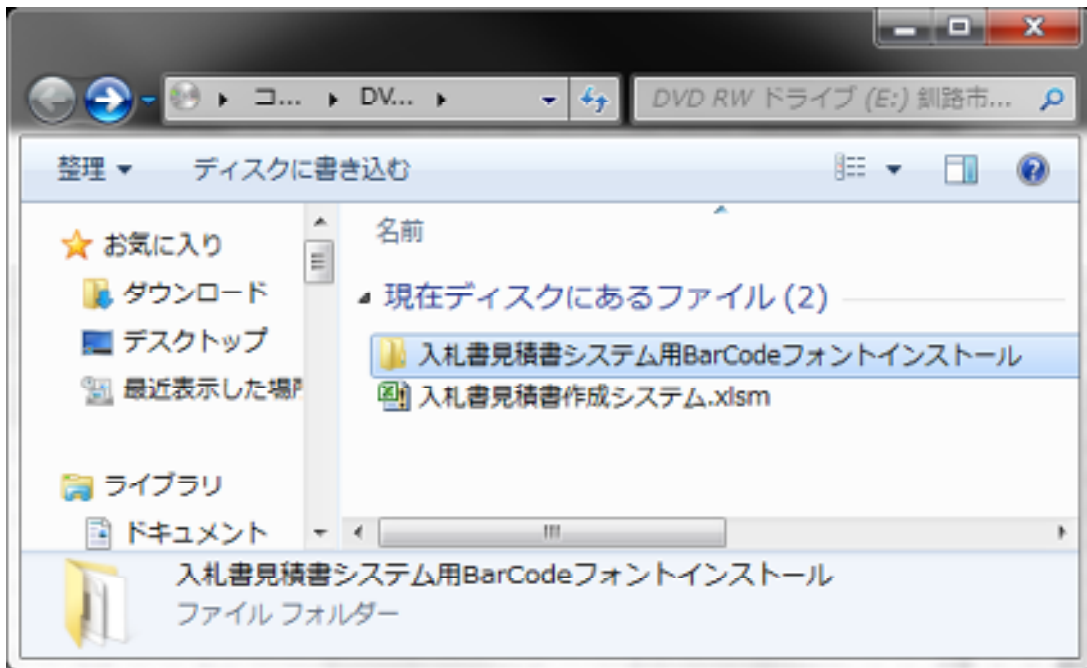 コ... DV...
DVD RW ドライブ (E:) 釧路市...
整理 ディスクに書き込む
お気に入り
ダウンロード
デスクトップ
最近表示した場所
ライブラリ
ドキュメント
名前
現在ディスクにあるファイル (2)
入札書見積書システム用BarCodeフォントインストール
入札書見積書作成システム.xlsm
入札書見積書システム用BarCodeフォントインストール
ファイル フォルダー